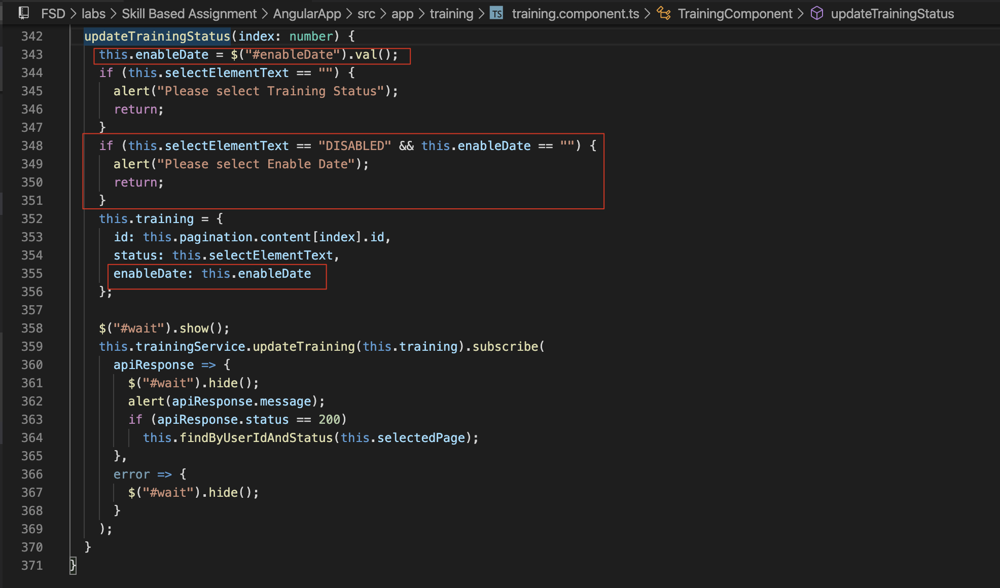 FSD > labs > Skill Based Assignment > AngularApp > src > app > training > TS training.component.ts > TrainingComponent > updateTrainingStatus
342 updateTrainingStatus(index: number) {
343 this.enableDate = $("#enableDate").val();
344 if (this.selectElementText == "") {
345 alert("Please select Training Status");
346 return;
347 }
348 if (this.selectElementText == "DISABLED" && this.enableDate == "") {
349 alert("Please select Enable Date");
350 return;
351 }
352 this.training = {
353 id: this.pagination.content[index].id,
354 status: this.selectElementText,
355 enableDate: this.enableDate
356 };
357
358 $("#wait").show();
359 this.trainingService.updateTraining(this.training).subscribe(
360 apiResponse => {
361 $("#wait").hide();
362 alert(apiResponse.message);
363 if (apiResponse.status == 200)
364 this.findByUserIdAndStatus(this.selectedPage);
365 },
366 error => {
367 $("#wait").hide();
368 }
369 );
370 }
371 }